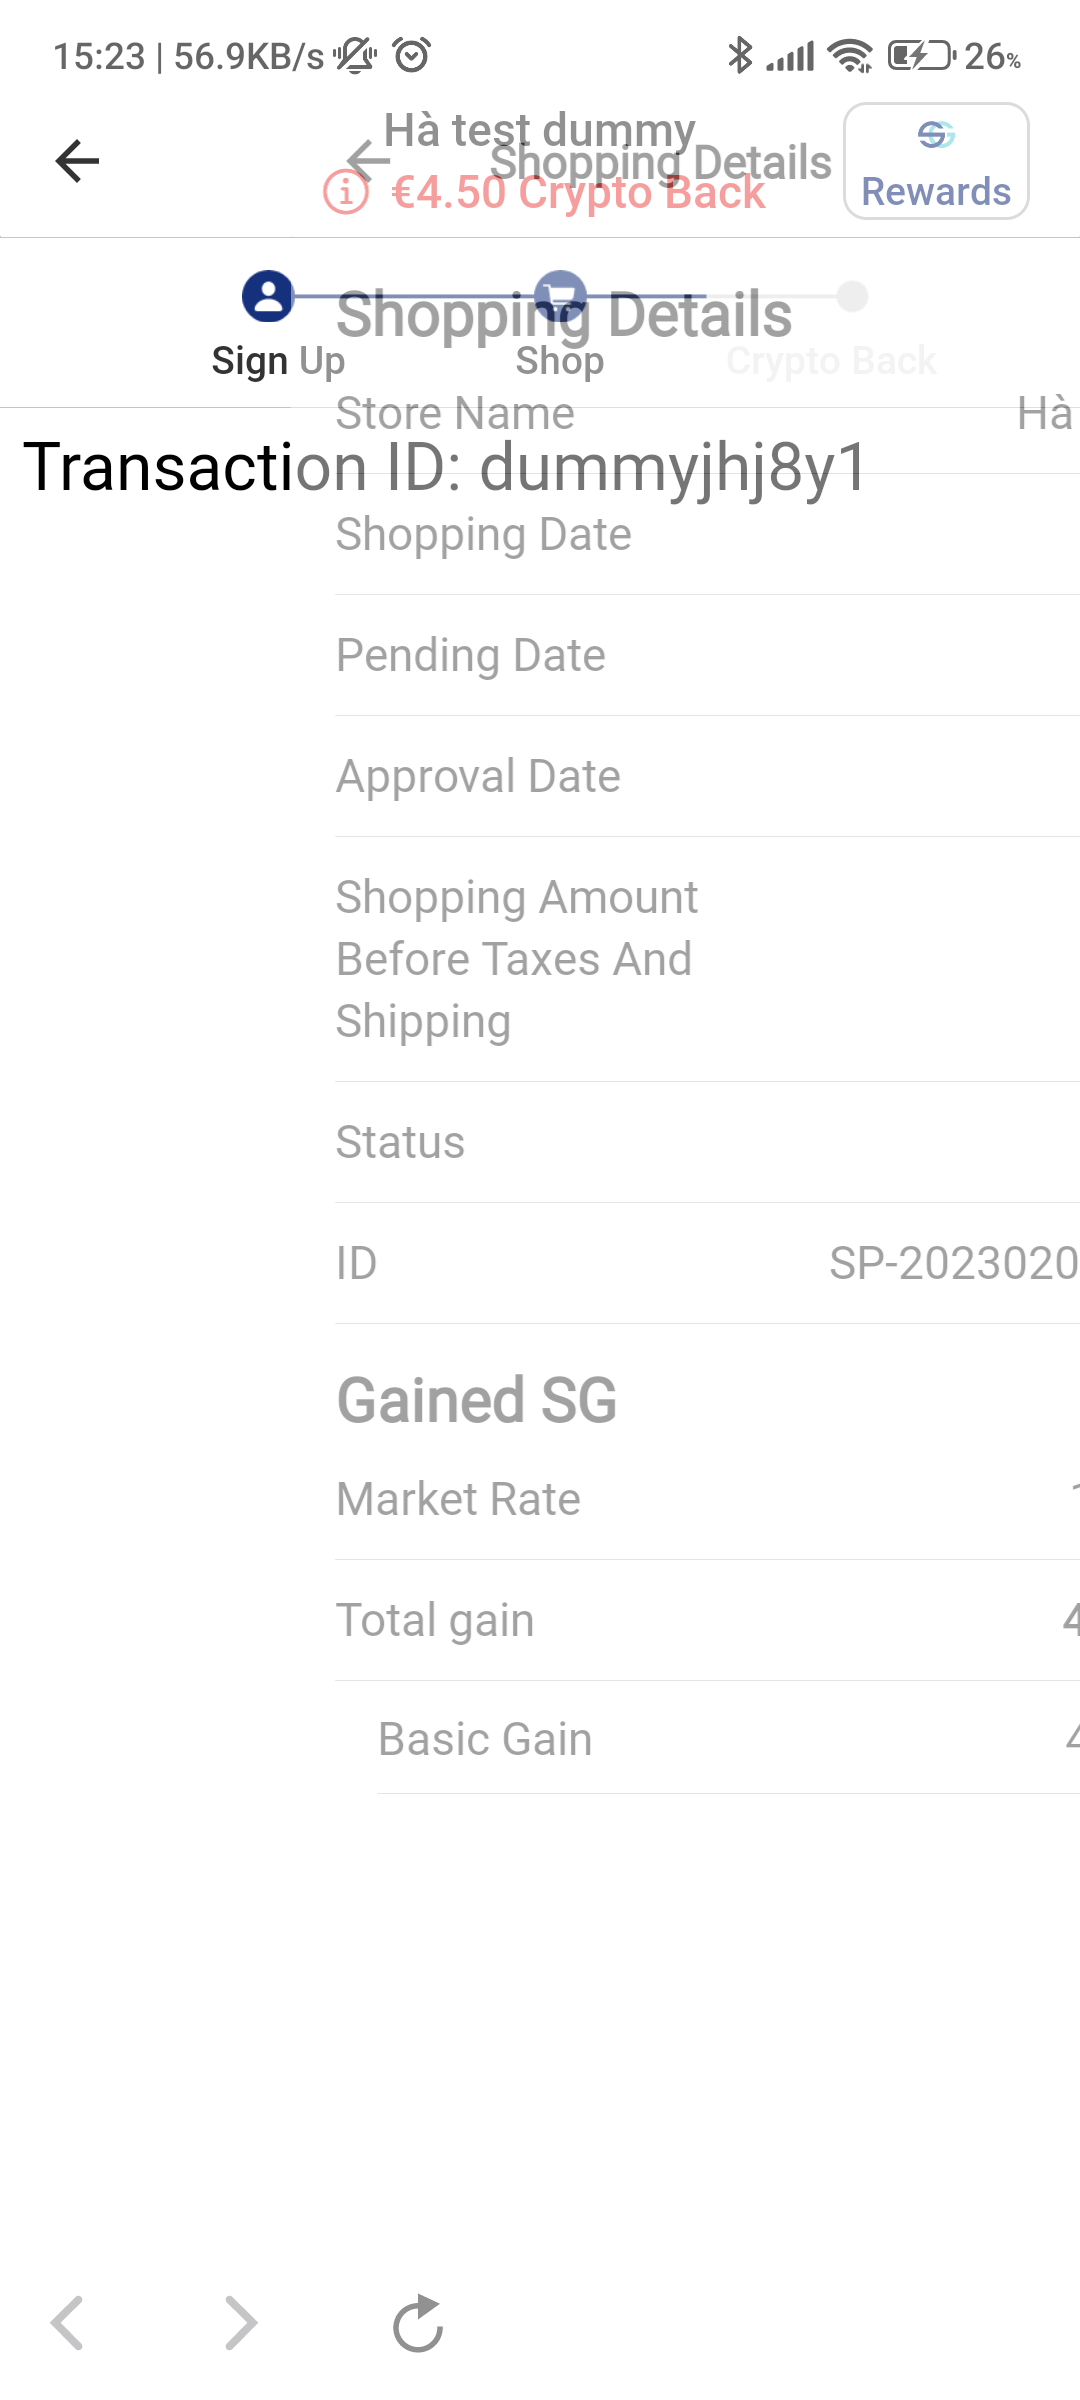 15:23 | 56.9KB/s
26%
Hà test dummy
Shopping Details
€4.50 Crypto Back
Rewards
Shopping Details
Sign Up
Shop
Crypto Back
Store Name Hà
Transaction ID: dummyjhj8y1
Shopping Date
Pending Date
Approval Date
Shopping Amount
Before Taxes And
Shipping
Status
ID SP-2023020
Gained SG
Market Rate
Total gain 4
Basic Gain 4